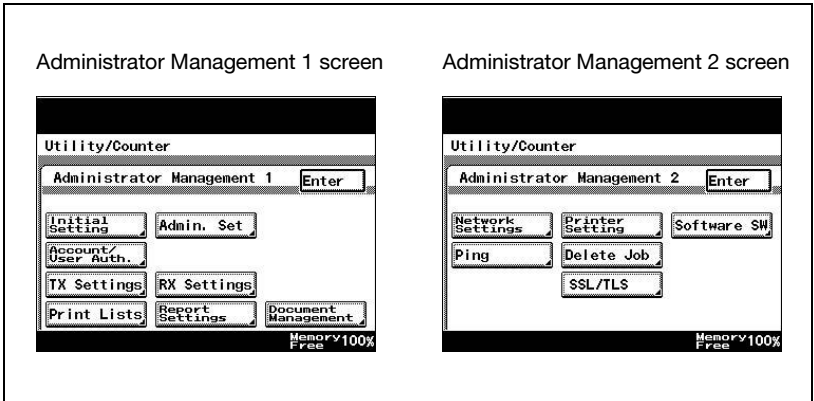 Administrator Management 1 screen
Utility/Counter
Administrator Management 1
Enter
Initial
Setting
Admin. Set
Account/
User Auth.
TX Settings
RX Settings
Print Lists
Report
Settings
Document
Management
Memory
Free
100%
Administrator Management 2 screen
Utility/Counter
Administrator Management 2
Enter
Network
Settings
Printer
Setting
Software SW
Ping
Delete Job
SSL/TLS
Memory
Free
100%